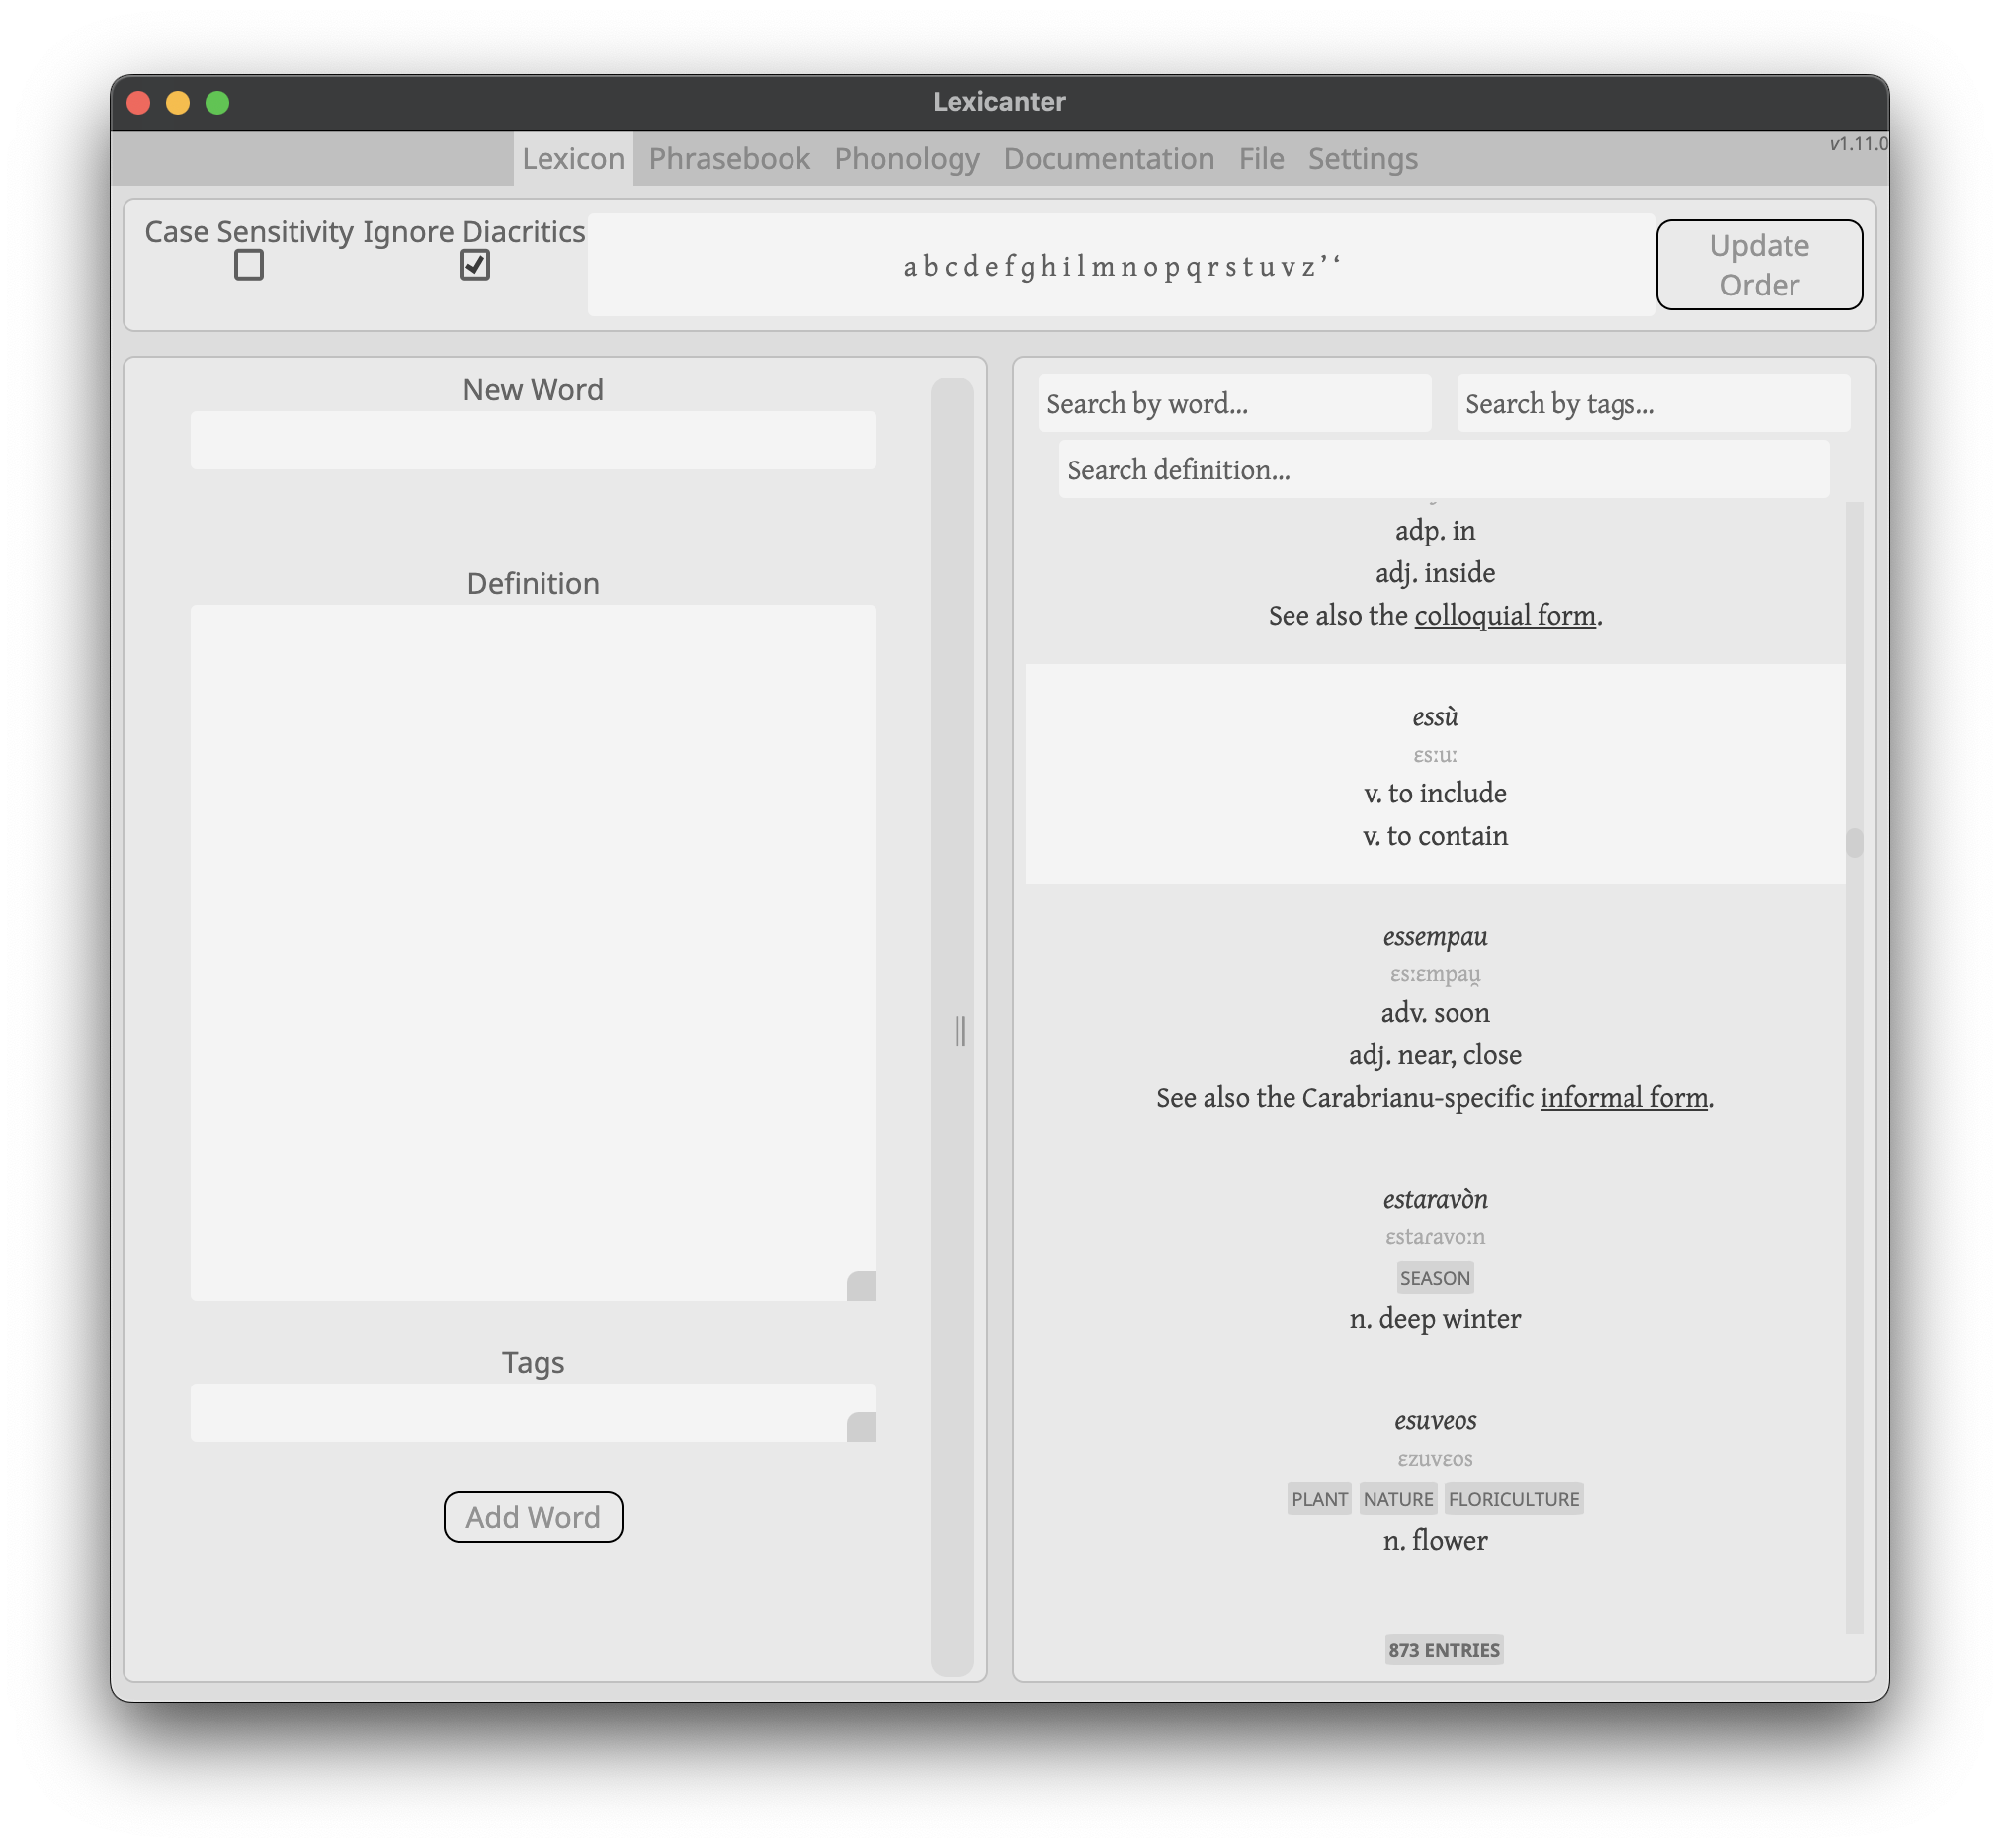 Lexicanter
Lexicon Phrasebook Phonology Documentation File Settings
v1.11.0
Case Sensitivity Ignore Diacritics
a b c d e f g h i l m n o p q r s t u v z ’ ‘
Update
Order
New Word
Definition
Tags
Add Word
Search by word…
Search by tags…
Search definition…
adp. in
adj. inside
See also the colloquial form.
essù
ɛsːuː
v. to include
v. to contain
essempau
ɛsːɛmpau̯
adv. soon
adj. near, close
See also the Carabrianu-specific informal form.
estaravòn
ɛstaɾavoːn
SEASON
n. deep winter
esuveos
ɛzuvɛos
PLANT NATURE FLORICULTURE
n. flower
873 ENTRIES